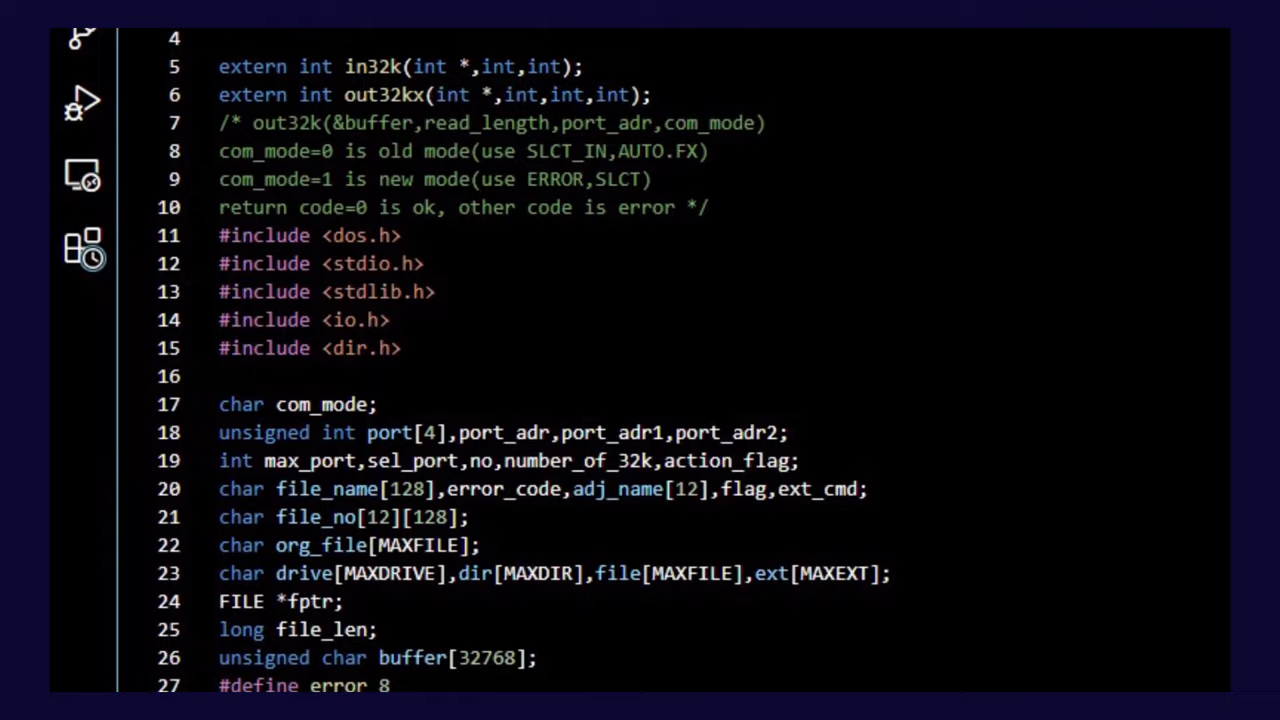 4
5 extern int in32k(int *,int,int);
6 extern int out32kx(int *,int,int,int);
7 /* out32k(&buffer,read_length,port_adr,com_mode)
8 com_mode=0 is old mode(use SLCT_IN,AUTO.FX)
9 com_mode=1 is new mode(use ERROR,SLCT)
10 return code=0 is ok, other code is error */
11 #include <dos.h>
12 #include <stdio.h>
13 #include <stdlib.h>
14 #include <io.h>
15 #include <dir.h>
16
17 char com_mode;
18 unsigned int port[4],port_adr,port_adr1,port_adr2;
19 int max_port,sel_port,no,number_of_32k,action_flag;
20 char file_name[128],error_code,adj_name[12],flag,ext_cmd;
21 char file_no[12][128];
22 char org_file[MAXFILE];
23 char drive[MAXDRIVE],dir[MAXDIR],file[MAXFILE],ext[MAXEXT];
24 FILE *fptr;
25 long file_len;
26 unsigned char buffer[32768];
27 #define error 8